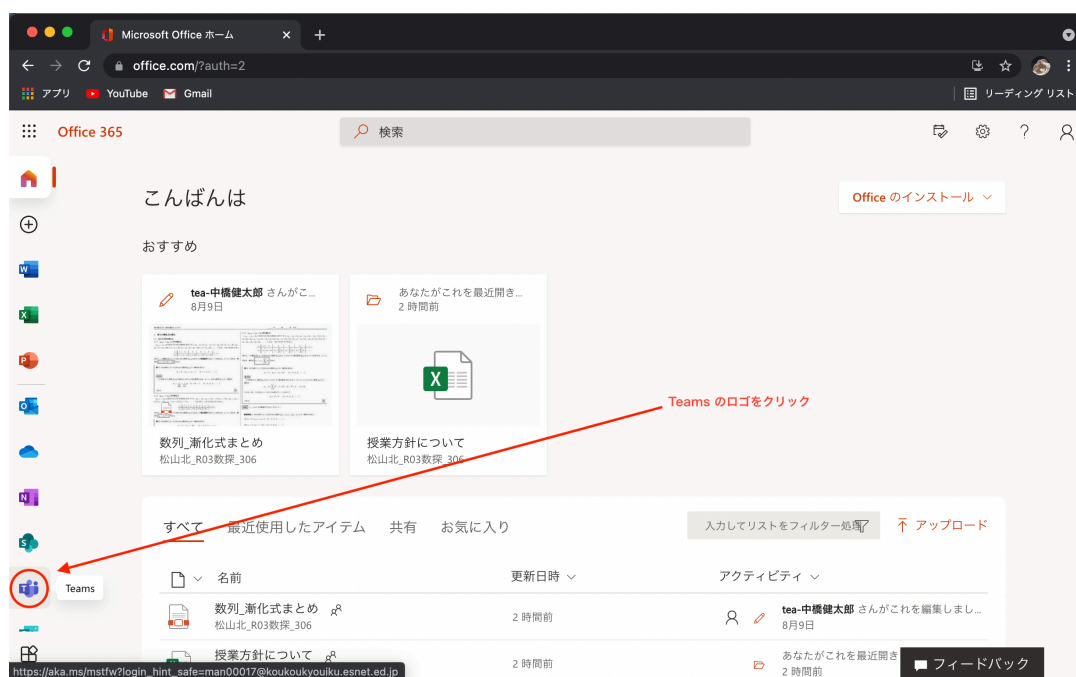 Microsoft Office ホーム
office.com/?auth=2
アプリ YouTube Gmail リーディング リスト
Office 365 検索
こんばんは
Office のインストール
おすすめ
tea-中橋健太郎 さんがこ...
8月9日
あなたがこれを最近開き...
2 時間前
数列_漸化式まとめ
松山北_R03数探_306
授業方針について
松山北_R03数探_306
Teams のロゴをクリック
すべて 最近使用したアイテム 共有 お気に入り
入力してリストをフィルター処理
アップロード
名前 更新日時 アクティビティ
Teams
数列_漸化式まとめ
松山北_R03数探_306
2 時間前
tea-中橋健太郎 さんがこれを編集しまし...
8月9日
授業方針について
2 時間前
あなたがこれを最近開き
2 時間前
フィードバック
https://aka.ms/mstfw?login_hint_safe=man00017@koukoukyouiku.esnet.ed.jp